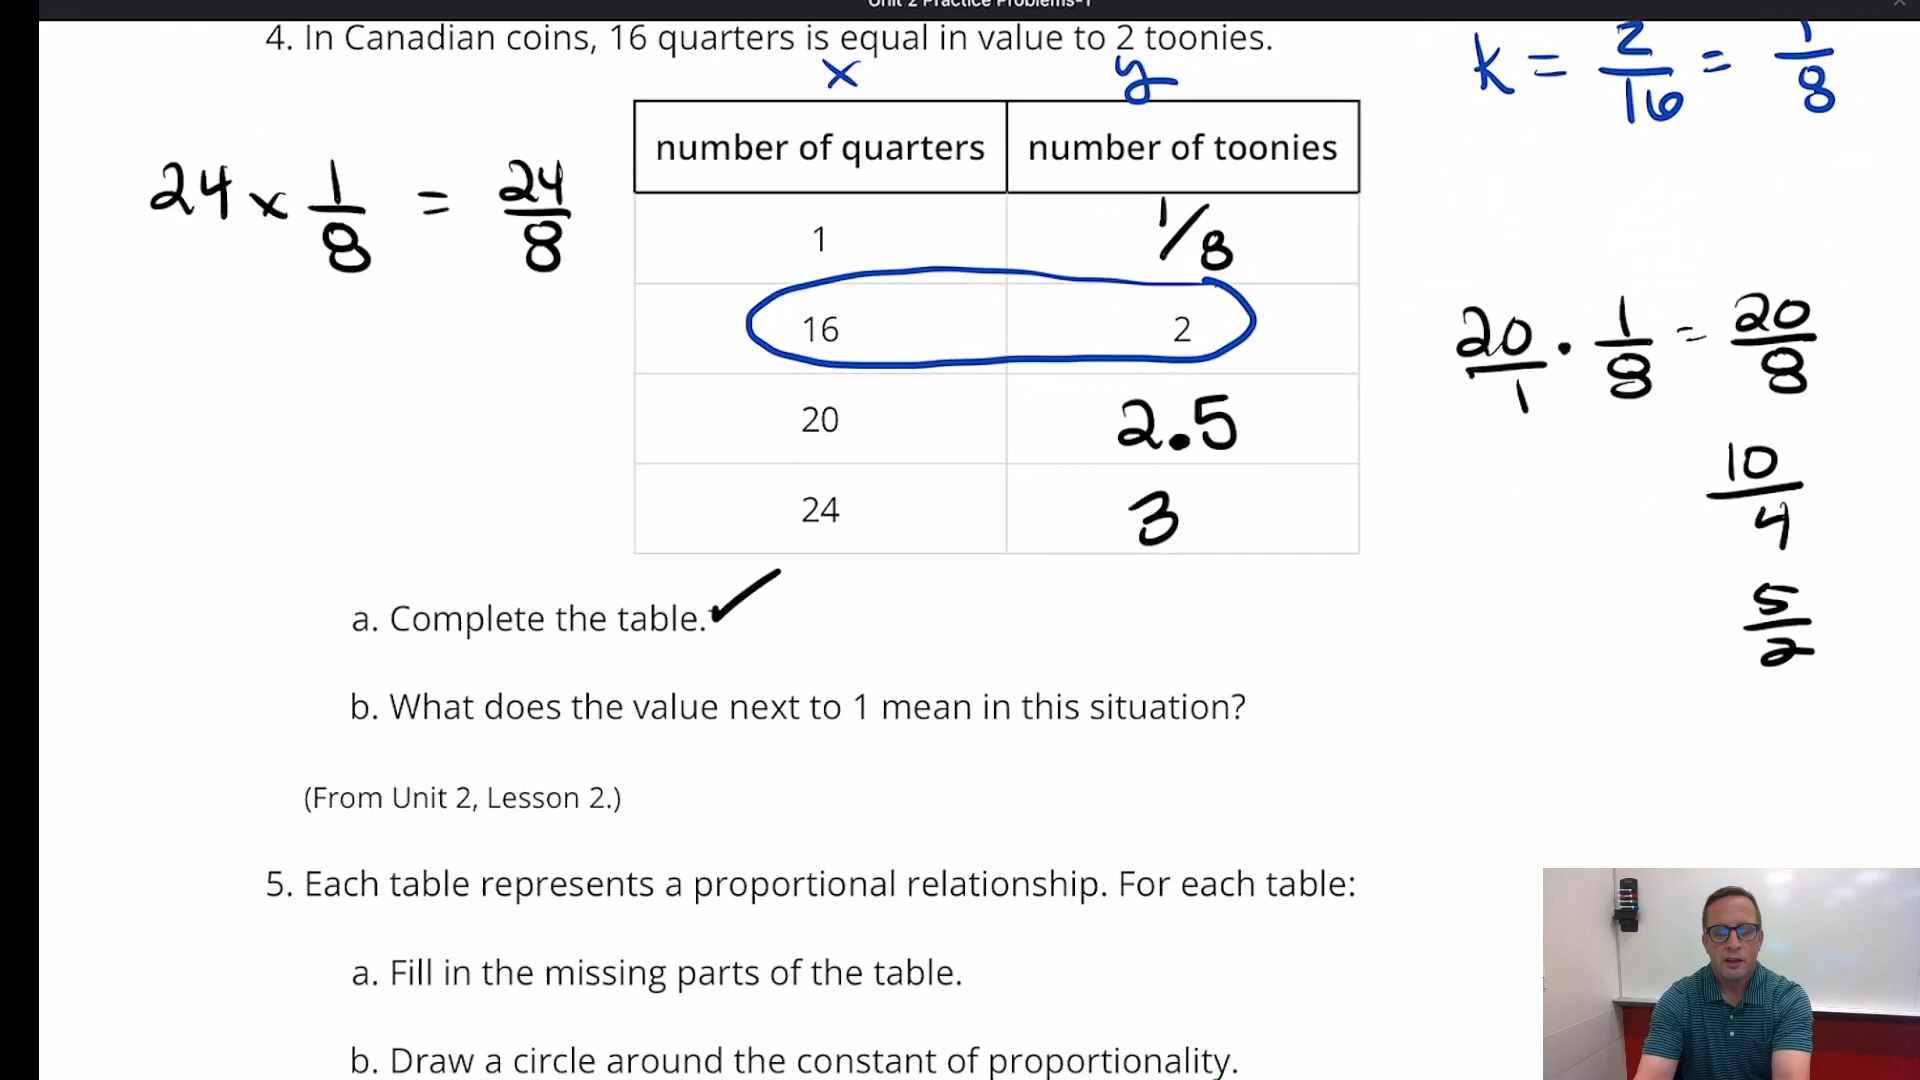 Unit 2 Practice Problems-1
4. In Canadian coins, 16 quarters is equal in value to 2 toonies.
x y
k = 2/16 = 1/8
number of quarters number of toonies
24 x 1/8 = 24/8
1 1/8
16 2
20/1 · 1/8 = 20/8
20 2.5
10/4
24 3
5/2
a. Complete the table.✓
b. What does the value next to 1 mean in this situation?
(From Unit 2, Lesson 2.)
5. Each table represents a proportional relationship. For each table:
a. Fill in the missing parts of the table.
b. Draw a circle around the constant of proportionality.